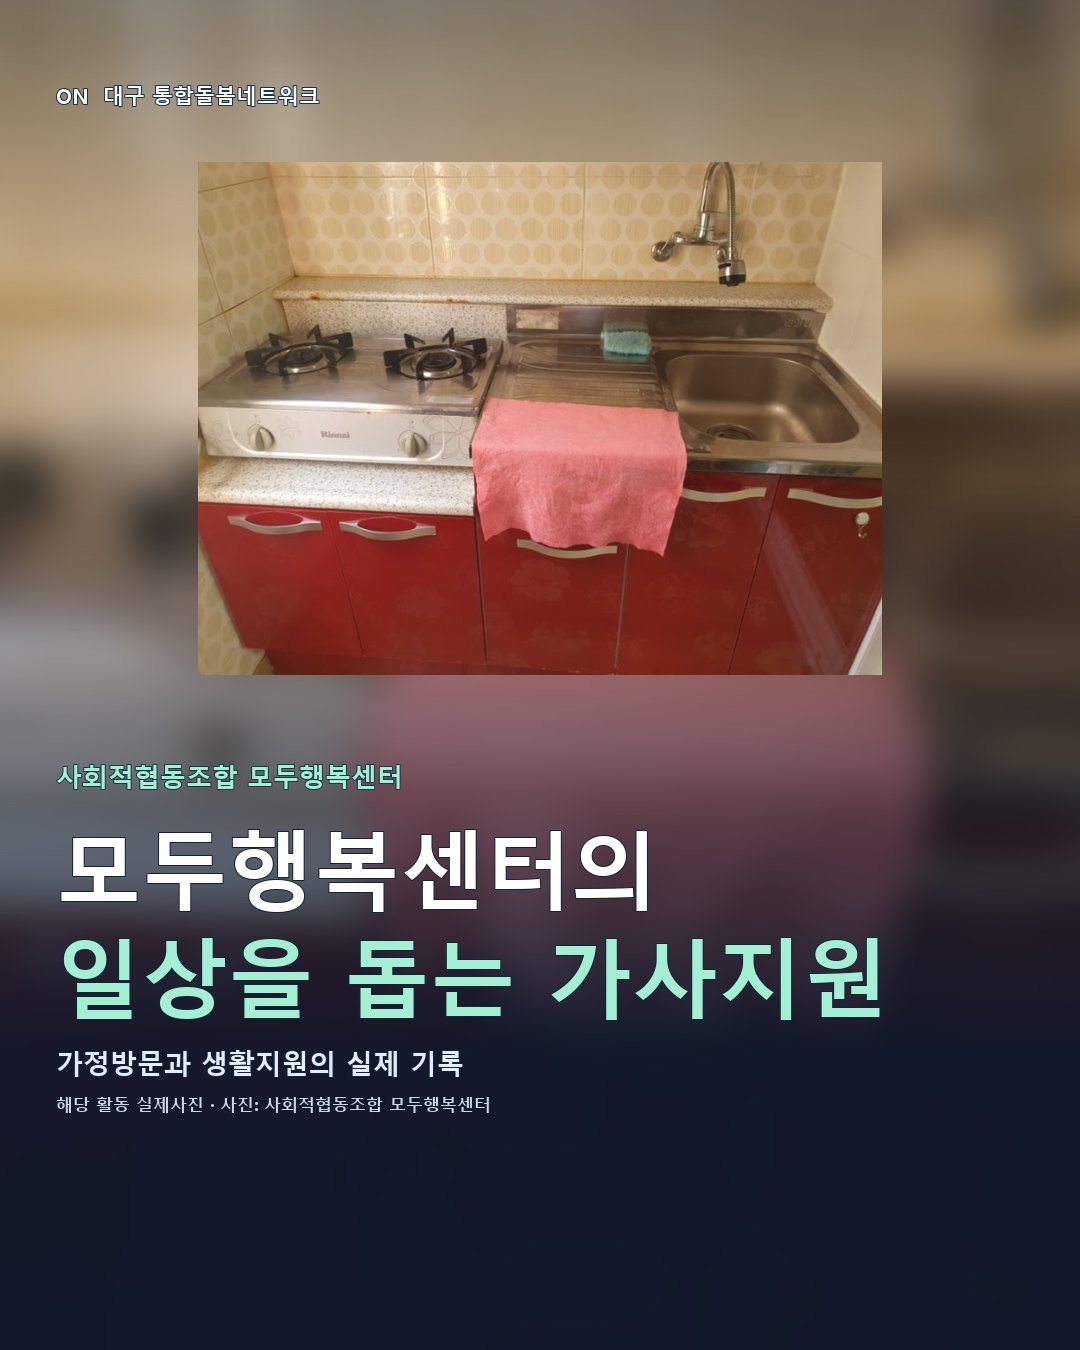 ON 대구 통합돌봄네트워크
Rinnai
사회적협동조합 모두행복센터
모두행복센터의
일상을 돕는 가사지원
가정방문과 생활지원의 실제 기록
해당 활동 실제사진 · 사진: 사회적협동조합 모두행복센터